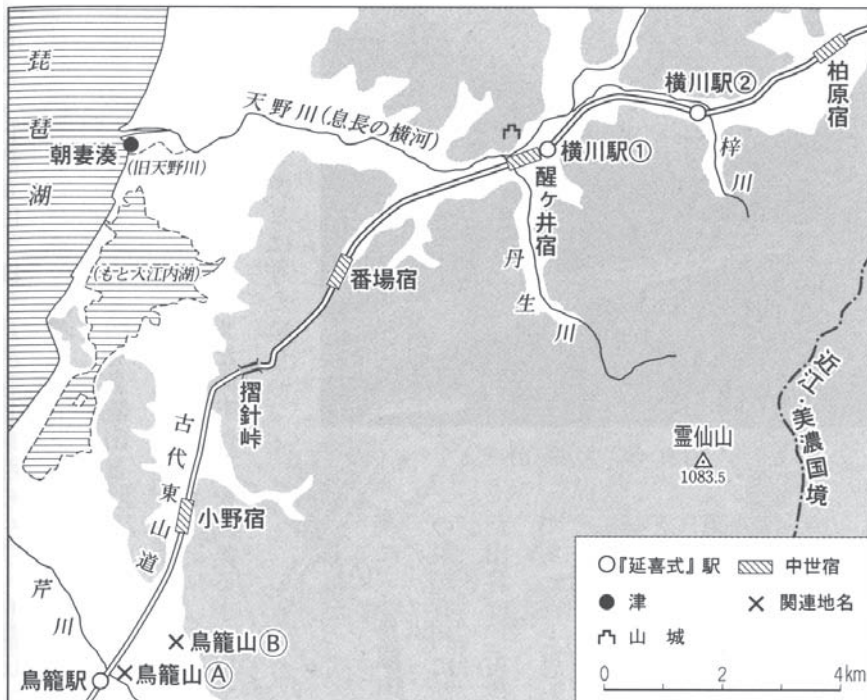 琵琶湖
朝妻湊
(旧天野川)
天野川(息長の横河)
横川駅②
柏原宿
横川駅①
梓川
醒ヶ井宿
丹生川
(もと大江内湖)
番場宿
摺針峠
古代東山道
小野宿
霊仙山
1083.5
近江・美濃国境
芹川
鳥籠山Ⓑ
鳥籠駅
鳥籠山Ⓐ
『延喜式』駅
中世宿
津
関連地名
山城
0 2 4km